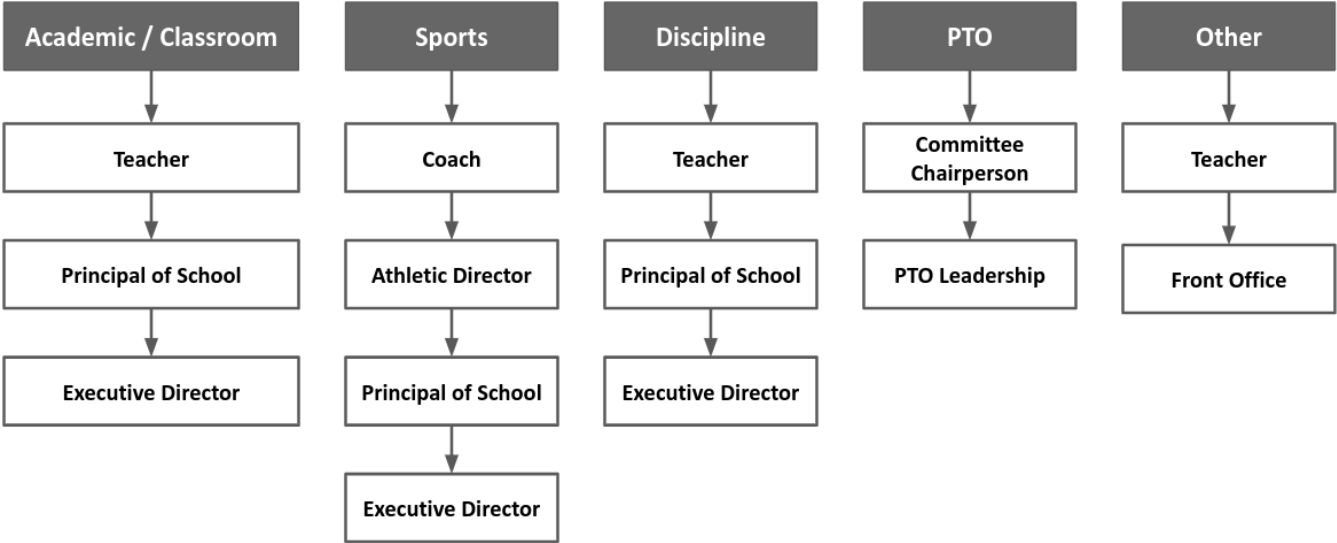 Academic / Classroom
Teacher
Principal of School
Executive Director
Sports
Coach
Athletic Director
Principal of School
Executive Director
Discipline
Teacher
Principal of School
Executive Director
PTO
Committee
Chairperson
PTO Leadership
Other
Teacher
Front Office